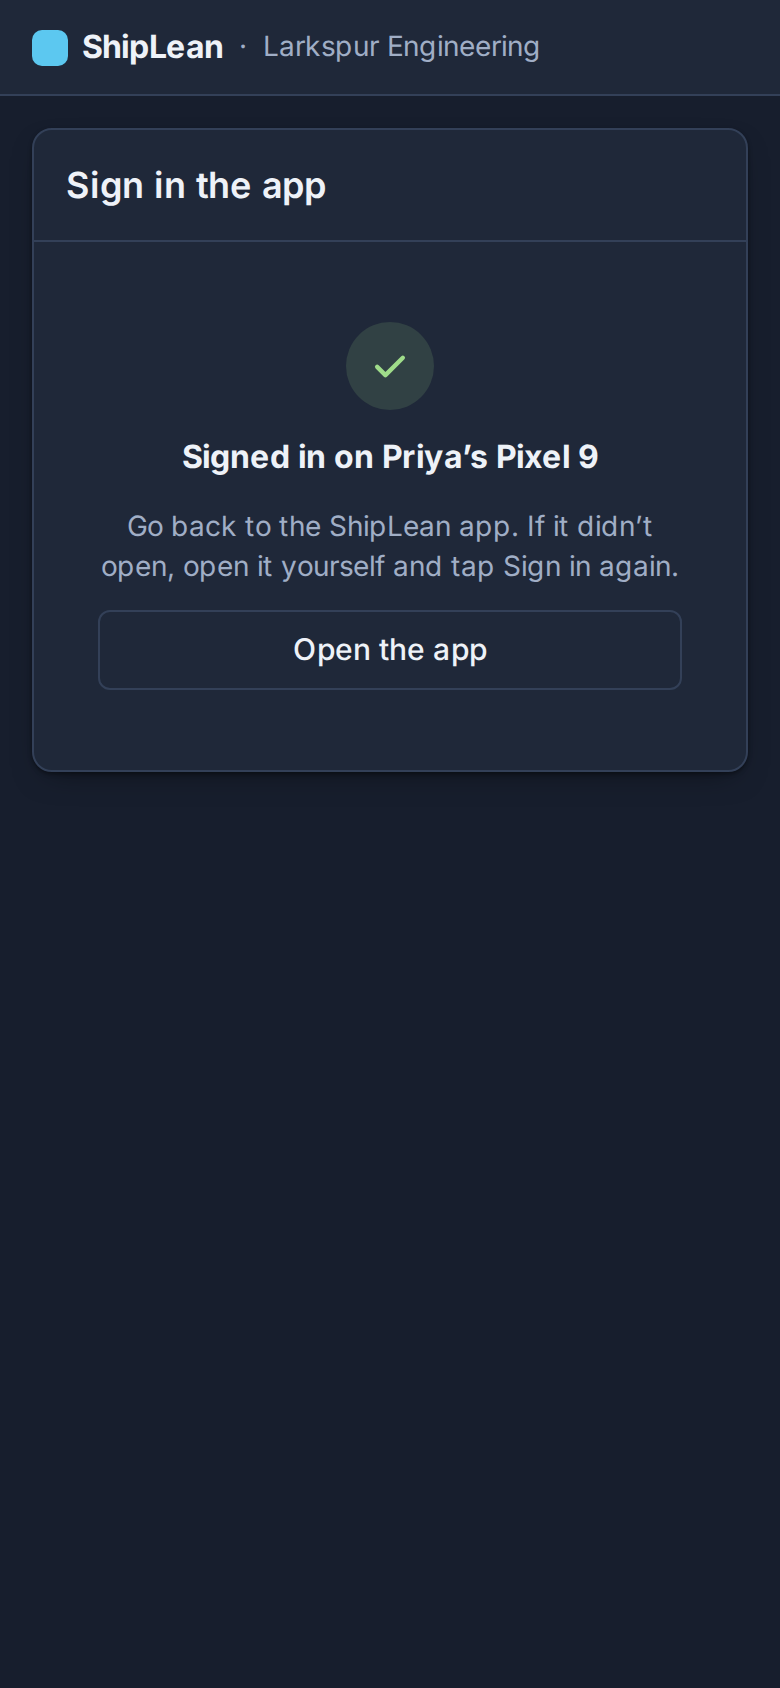 ShipLean · Larkspur Engineering
Sign in the app
Signed in on Priya’s Pixel 9
Go back to the ShipLean app. If it didn’t
open, open it yourself and tap Sign in again.
Open the app